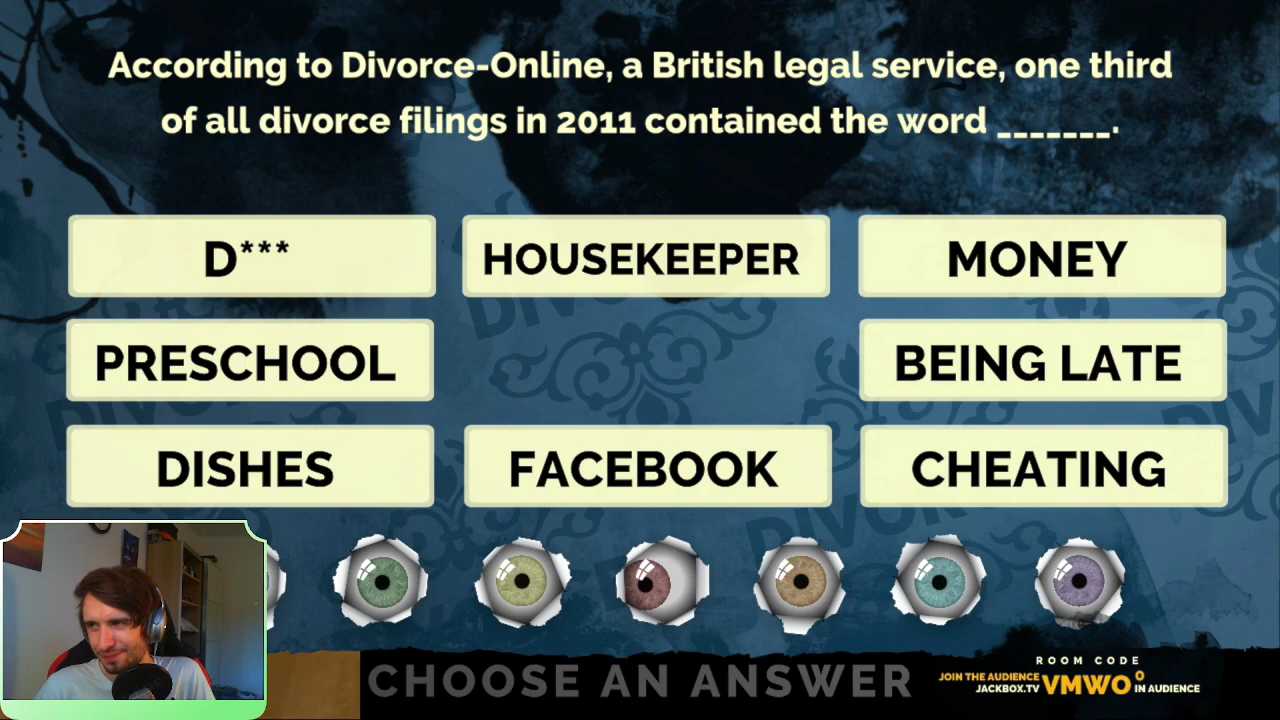 According to Divorce-Online, a British legal service, one third
of all divorce filings in 2011 contained the word _______.
D***
HOUSEKEEPER
MONEY
PRESCHOOL
BEING LATE
DISHES
FACEBOOK
CHEATING
CHOOSE AN ANSWER
ROOM CODE
JOIN THE AUDIENCE
JACKBOX.TV
VMWO
0
IN AUDIENCE